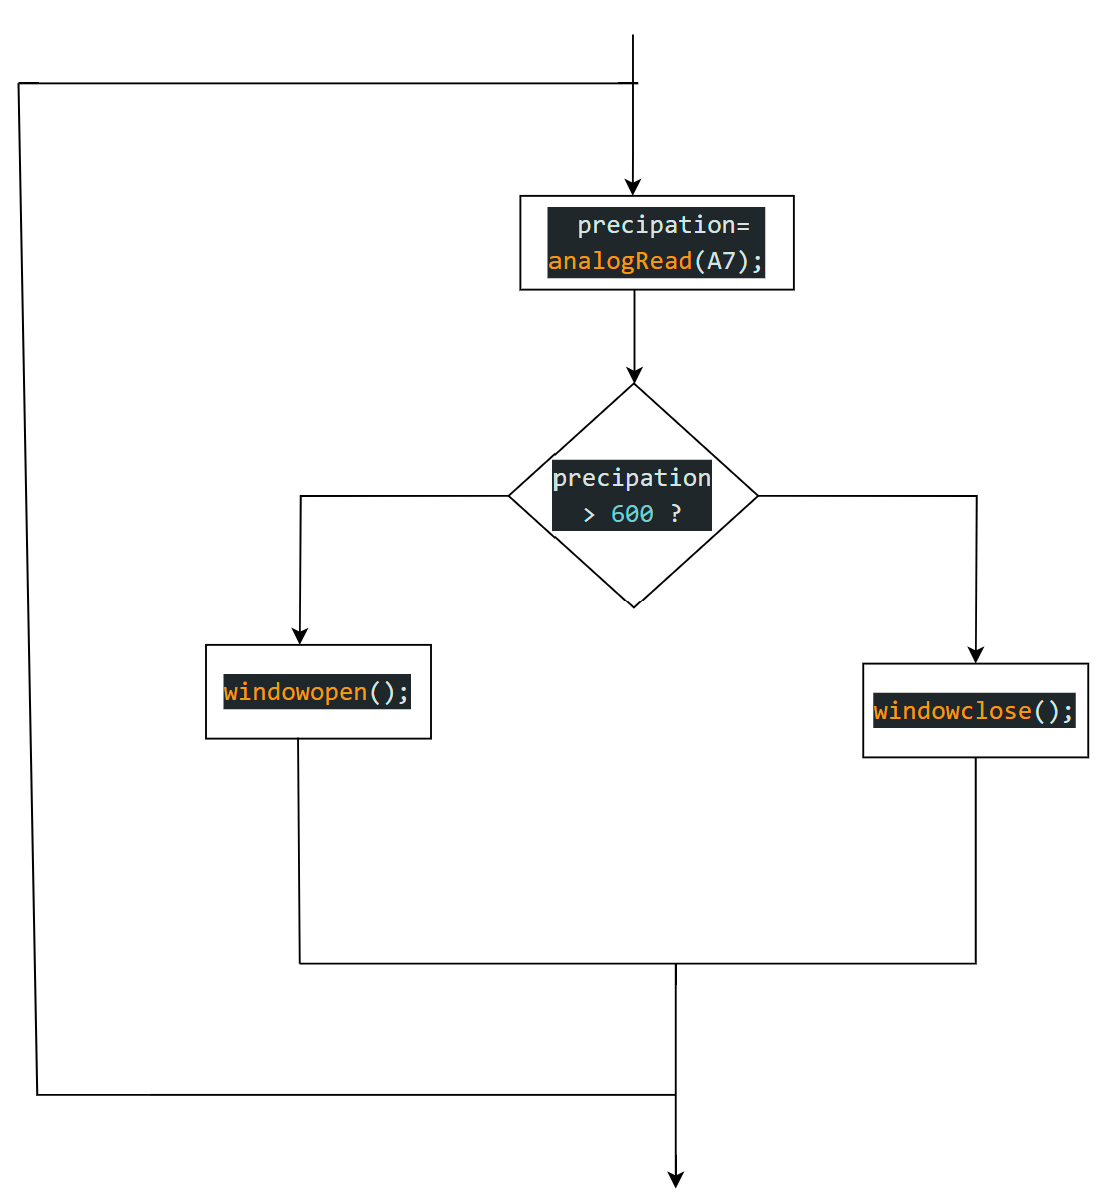 precipation=
analogRead(A7);
precipation
> 600 ?
windowopen();
windowclose();